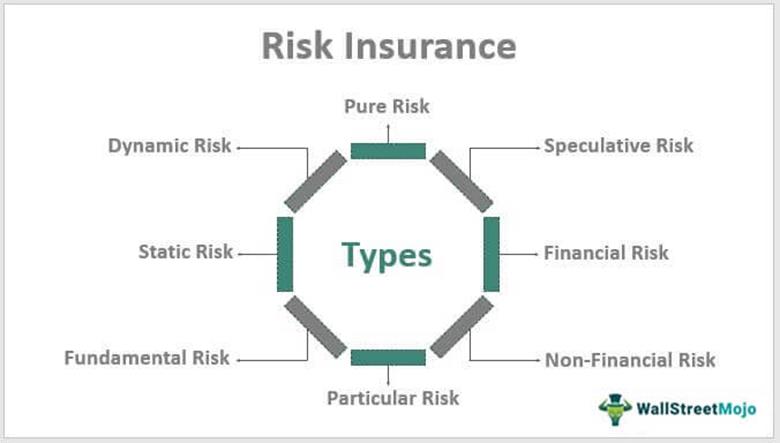 Risk Insurance
Pure Risk
Dynamic Risk
Speculative Risk
Static Risk
Types
Financial Risk
Fundamental Risk
Non-Financial Risk
Particular Risk
WallStreetMojo